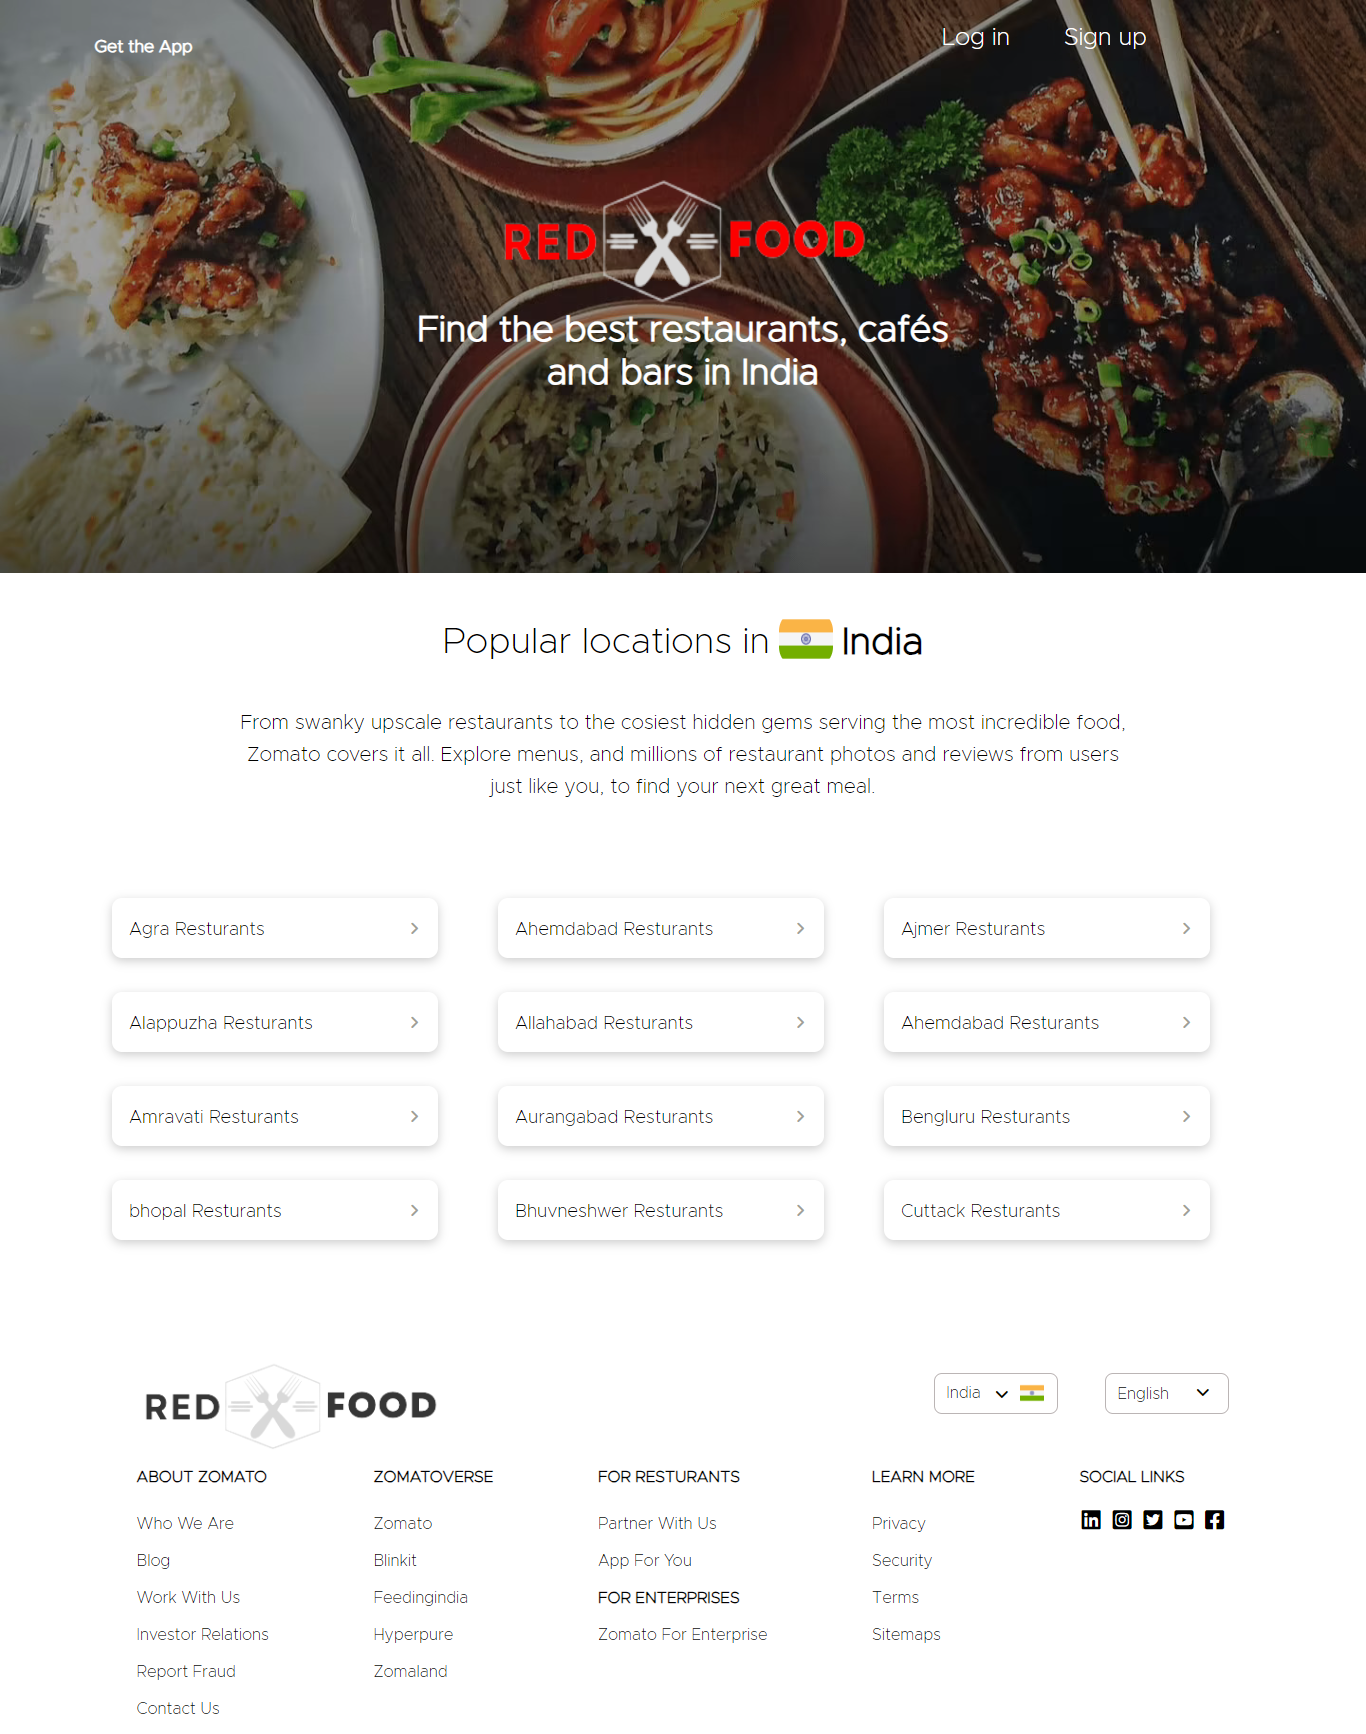 Get the App
Log in
Sign up
RED FOOD
Find the best restaurants, cafés
and bars in India
Popular locations in India
From swanky upscale restaurants to the cosiest hidden gems serving the most incredible food,
Zomato covers it all. Explore menus, and millions of restaurant photos and reviews from users
just like you, to find your next great meal.
Agra Resturants
Ahemdabad Resturants
Ajmer Resturants
Alappuzha Resturants
Allahabad Resturants
Ahemdabad Resturants
Amravati Resturants
Aurangabad Resturants
Bengluru Resturants
bhopal Resturants
Bhuvneshwer Resturants
Cuttack Resturants
RED FOOD
India
English
ABOUT ZOMATO
Who We Are
Blog
Work With Us
Investor Relations
Report Fraud
Contact Us
ZOMATOVERSE
Zomato
Blinkit
Feedingindia
Hyperpure
Zomaland
FOR RESTURANTS
Partner With Us
App For You
FOR ENTERPRISES
Zomato For Enterprise
LEARN MORE
Privacy
Security
Terms
Sitemaps
SOCIAL LINKS